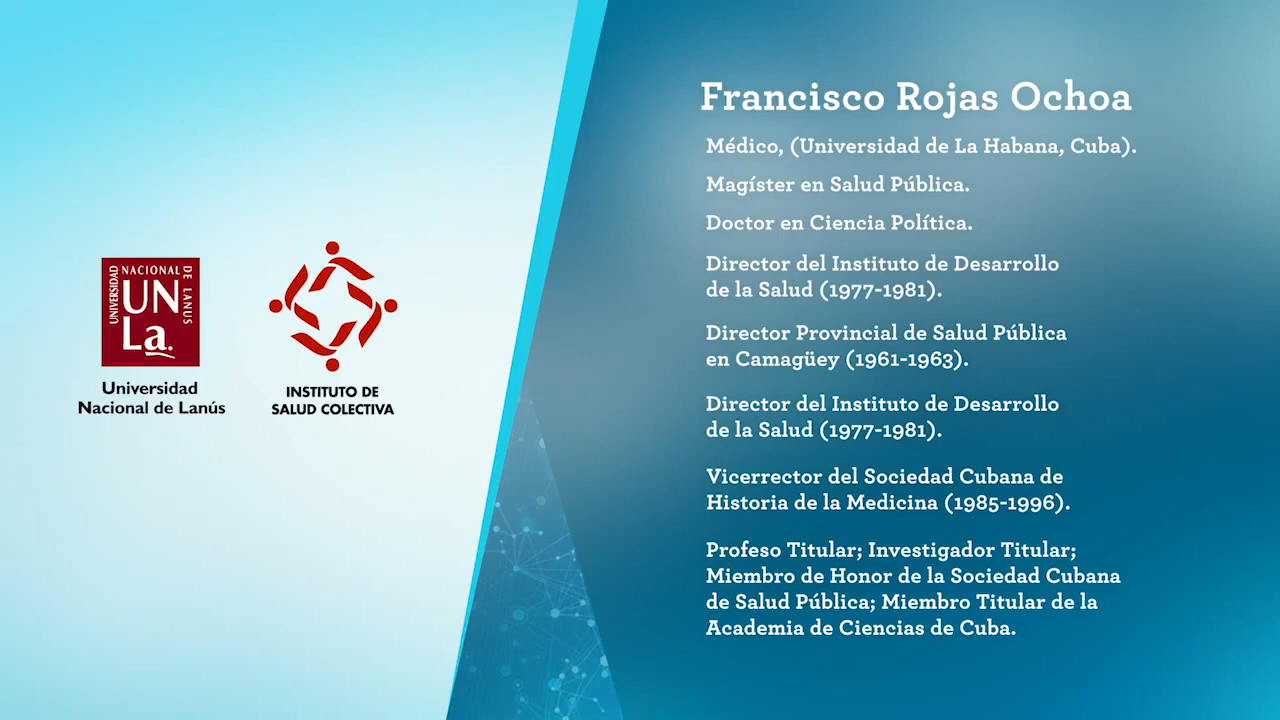 UNIVERSIDAD NACIONAL DE LANUS
UN
La.
Universidad
Nacional de Lanús
INSTITUTO DE
SALUD COLECTIVA
Francisco Rojas Ochoa
Médico, (Universidad de La Habana, Cuba).
Magíster en Salud Pública.
Doctor en Ciencia Política.
Director del Instituto de Desarrollo
de la Salud (1977-1981).
Director Provincial de Salud Pública
en Camagüey (1961-1963).
Director del Instituto de Desarrollo
de la Salud (1977-1981).
Vicerrector del Sociedad Cubana de
Historia de la Medicina (1985-1996).
Profeso Titular; Investigador Titular;
Miembro de Honor de la Sociedad Cubana
de Salud Pública; Miembro Titular de la
Academia de Ciencias de Cuba.